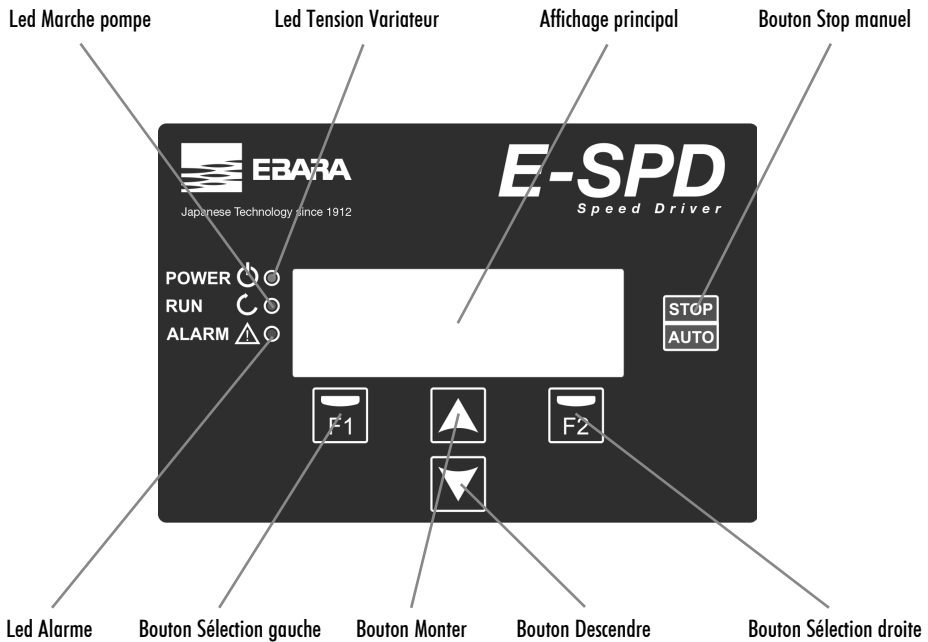 Led Marche pompe
Led Tension Variateur
Affichage principal
Bouton Stop manuel
EBARA
E-SPD
Japanese Technology since 1912
Speed Driver
POWER
RUN
ALARM
STOP
AUTO
F1
F2
Led Alarme
Bouton Sélection gauche
Bouton Monter
Bouton Descendre
Bouton Sélection droite